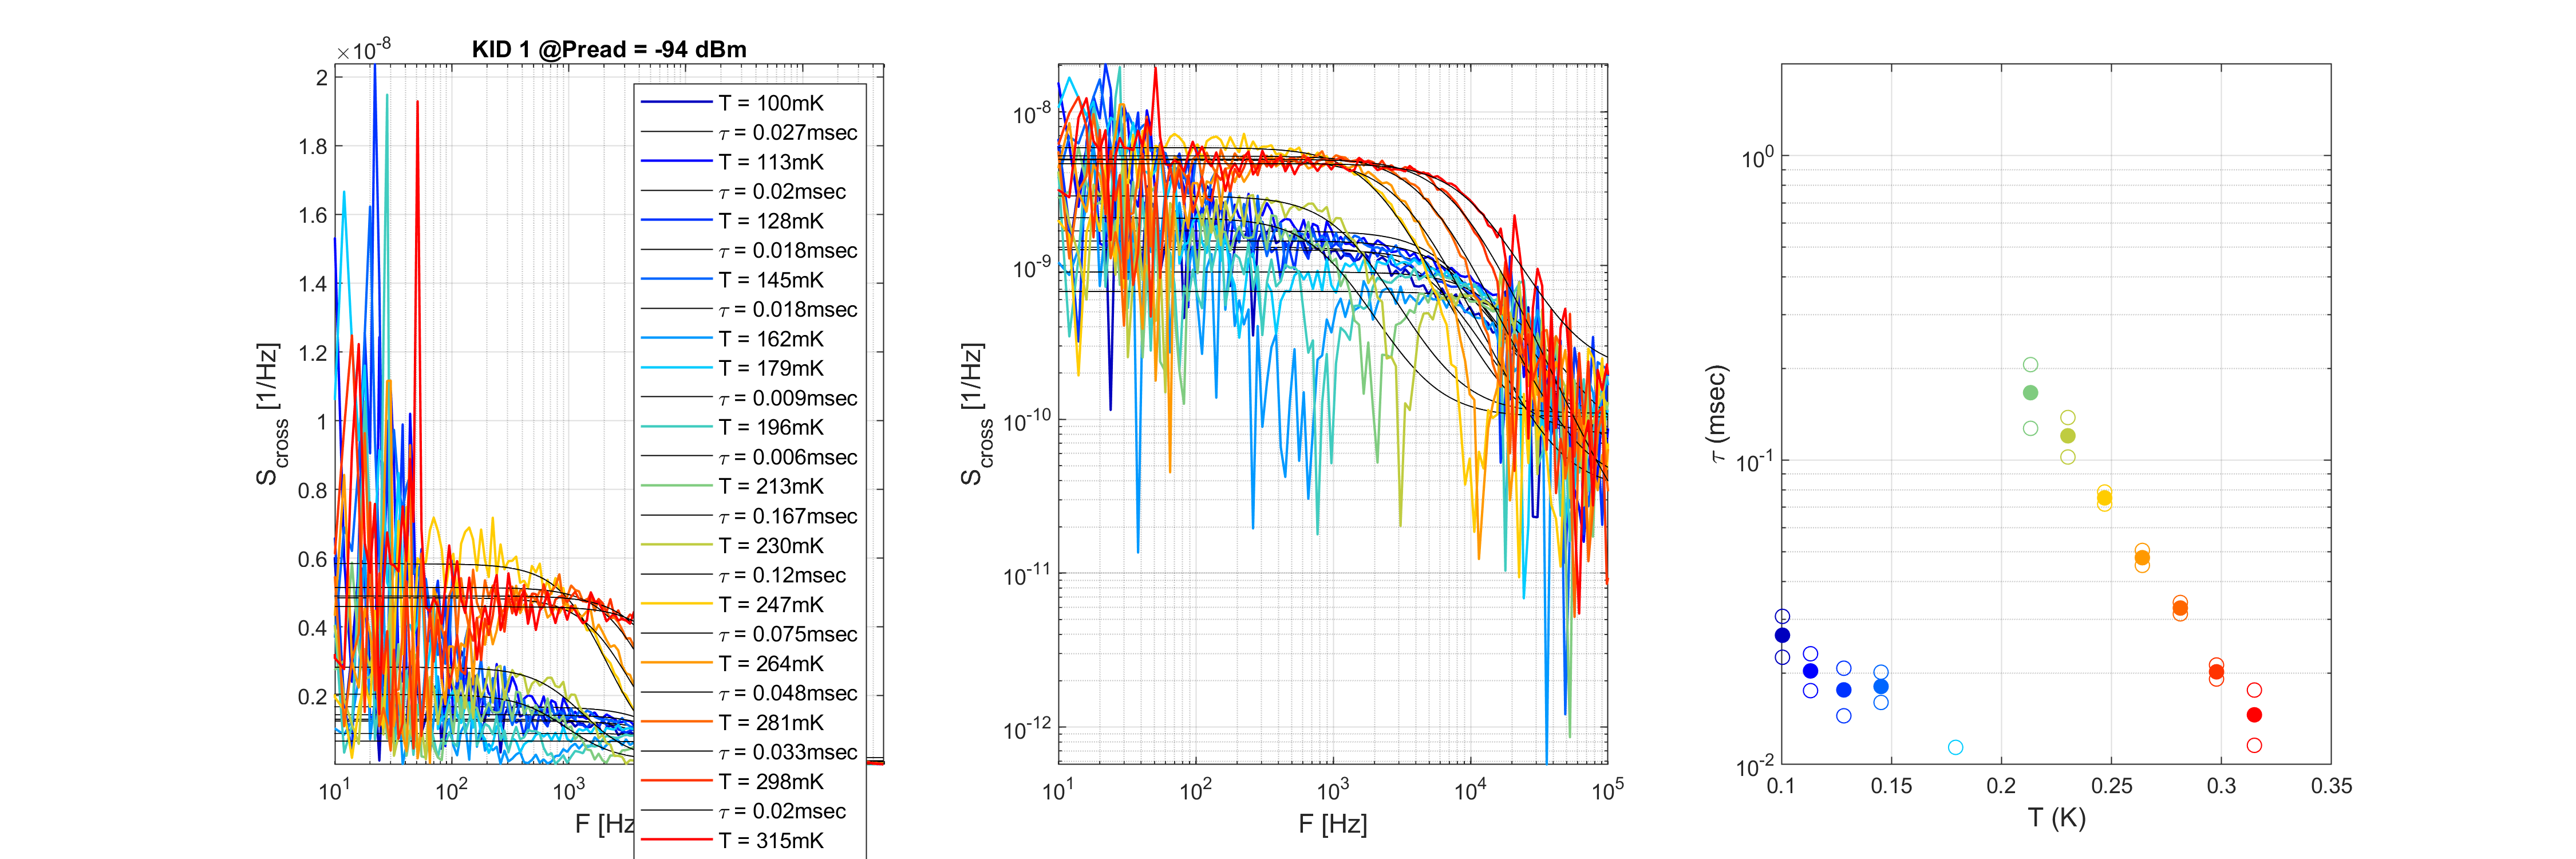 KID 1 @Pread = -94 dBm
×10-8
2
1.8
1.6
1.4
1.2
1
0.8
0.6
0.4
0.2
Scross [1/Hz]
101
102
103
F [Hz
T = 100mK
τ = 0.027msec
T = 113mK
τ = 0.02msec
T = 128mK
τ = 0.018msec
T = 145mK
τ = 0.018msec
T = 162mK
T = 179mK
τ = 0.009msec
T = 196mK
τ = 0.006msec
T = 213mK
τ = 0.167msec
T = 230mK
τ = 0.12msec
T = 247mK
τ = 0.075msec
T = 264mK
τ = 0.048msec
T = 281mK
τ = 0.033msec
T = 298mK
τ = 0.02msec
T = 315mK
10-8
10-9
10-10
10-11
10-12
Scross [1/Hz]
101
102
103
104
105
F [Hz]
100
10-1
10-2
τ (msec)
0.1
0.15
0.2
0.25
0.3
0.35
T (K)